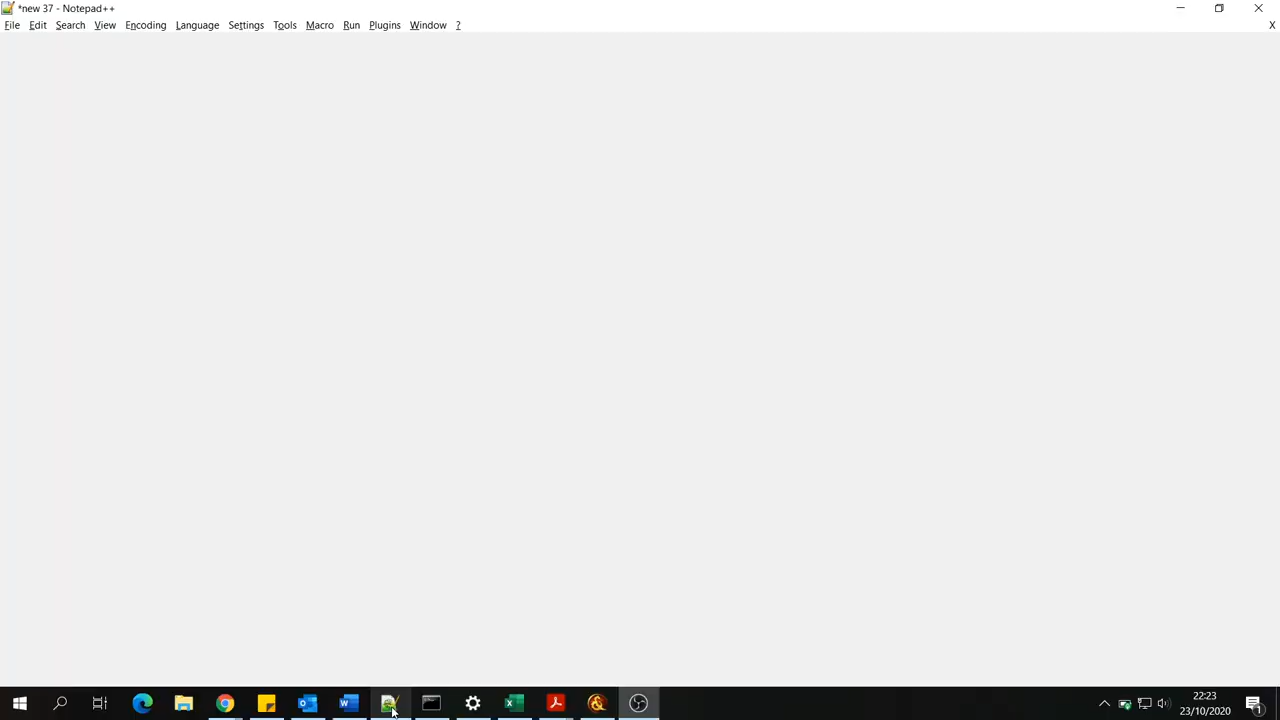 *new 37 - Notepad++
File Edit Search View Encoding Language Settings Tools Macro Run Plugins Window ? X
22:23
23/10/2020
1